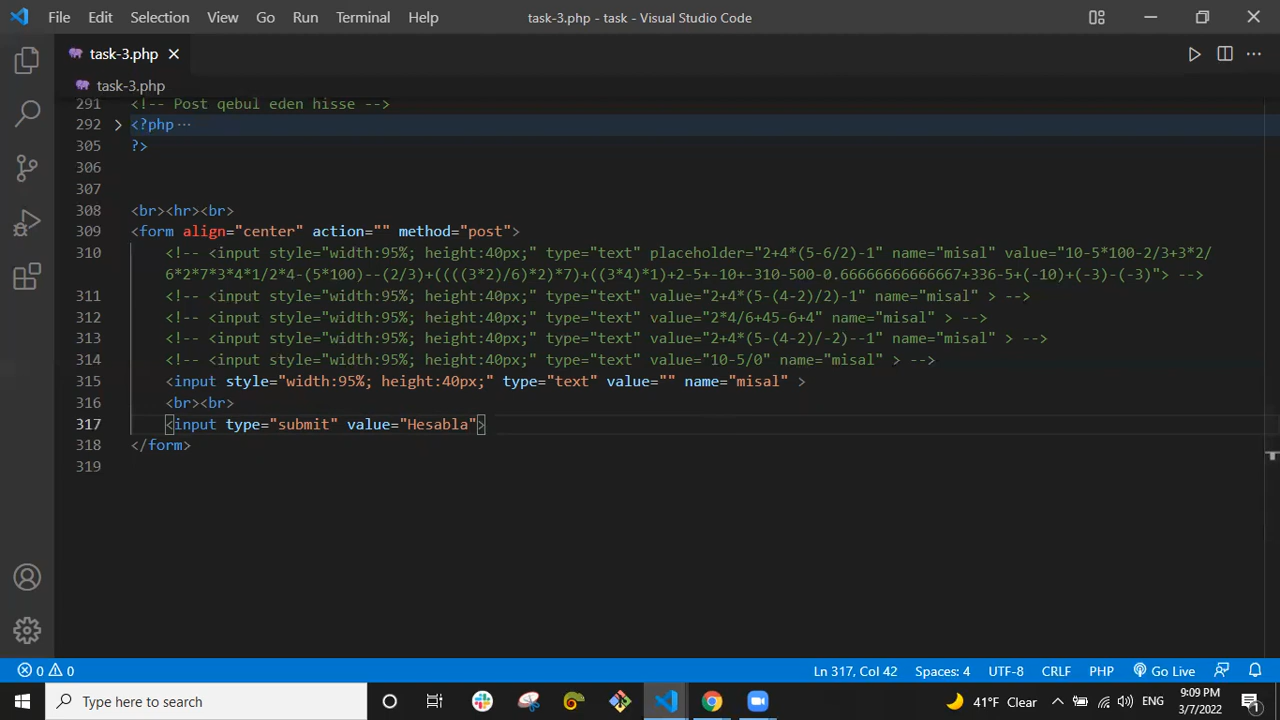 File Edit Selection View Go Run Terminal Help task-3.php - task - Visual Studio Code
task-3.php
task-3.php
291 <!-- Post qebul eden hisse -->
292 <?php ···
305 ?>
306
307
308 <br><hr><br>
309 <form align="center" action="" method="post">
310 <!-- <input style="width:95%; height:40px;" type="text" placeholder="2+4*(5-6/2)-1" name="misal" value="10-5*100-2/3+3*2/
6*2*7*3*4*1/2*4-(5*100)--(2/3)+((((3*2)/6)*2)*7)+((3*4)*1)+2-5+-10+-310-500-0.66666666666667+336-5+(-10)+(-3)-(-3)"> -->
311 <!-- <input style="width:95%; height:40px;" type="text" value="2+4*(5-(4-2)/2)-1" name="misal" > -->
312 <!-- <input style="width:95%; height:40px;" type="text" value="2*4/6+45-6+4" name="misal" > -->
313 <!-- <input style="width:95%; height:40px;" type="text" value="2+4*(5-(4-2)/-2)--1" name="misal" > -->
314 <!-- <input style="width:95%; height:40px;" type="text" value="10-5/0" name="misal" > -->
315 <input style="width:95%; height:40px;" type="text" value="" name="misal" >
316 <br><br>
317 <input type="submit" value="Hesabla">
318 </form>
319
0 0 Ln 317, Col 42 Spaces: 4 UTF-8 CRLF PHP Go Live
Type here to search 41°F Clear ENG 9:09 PM 3/7/2022 1